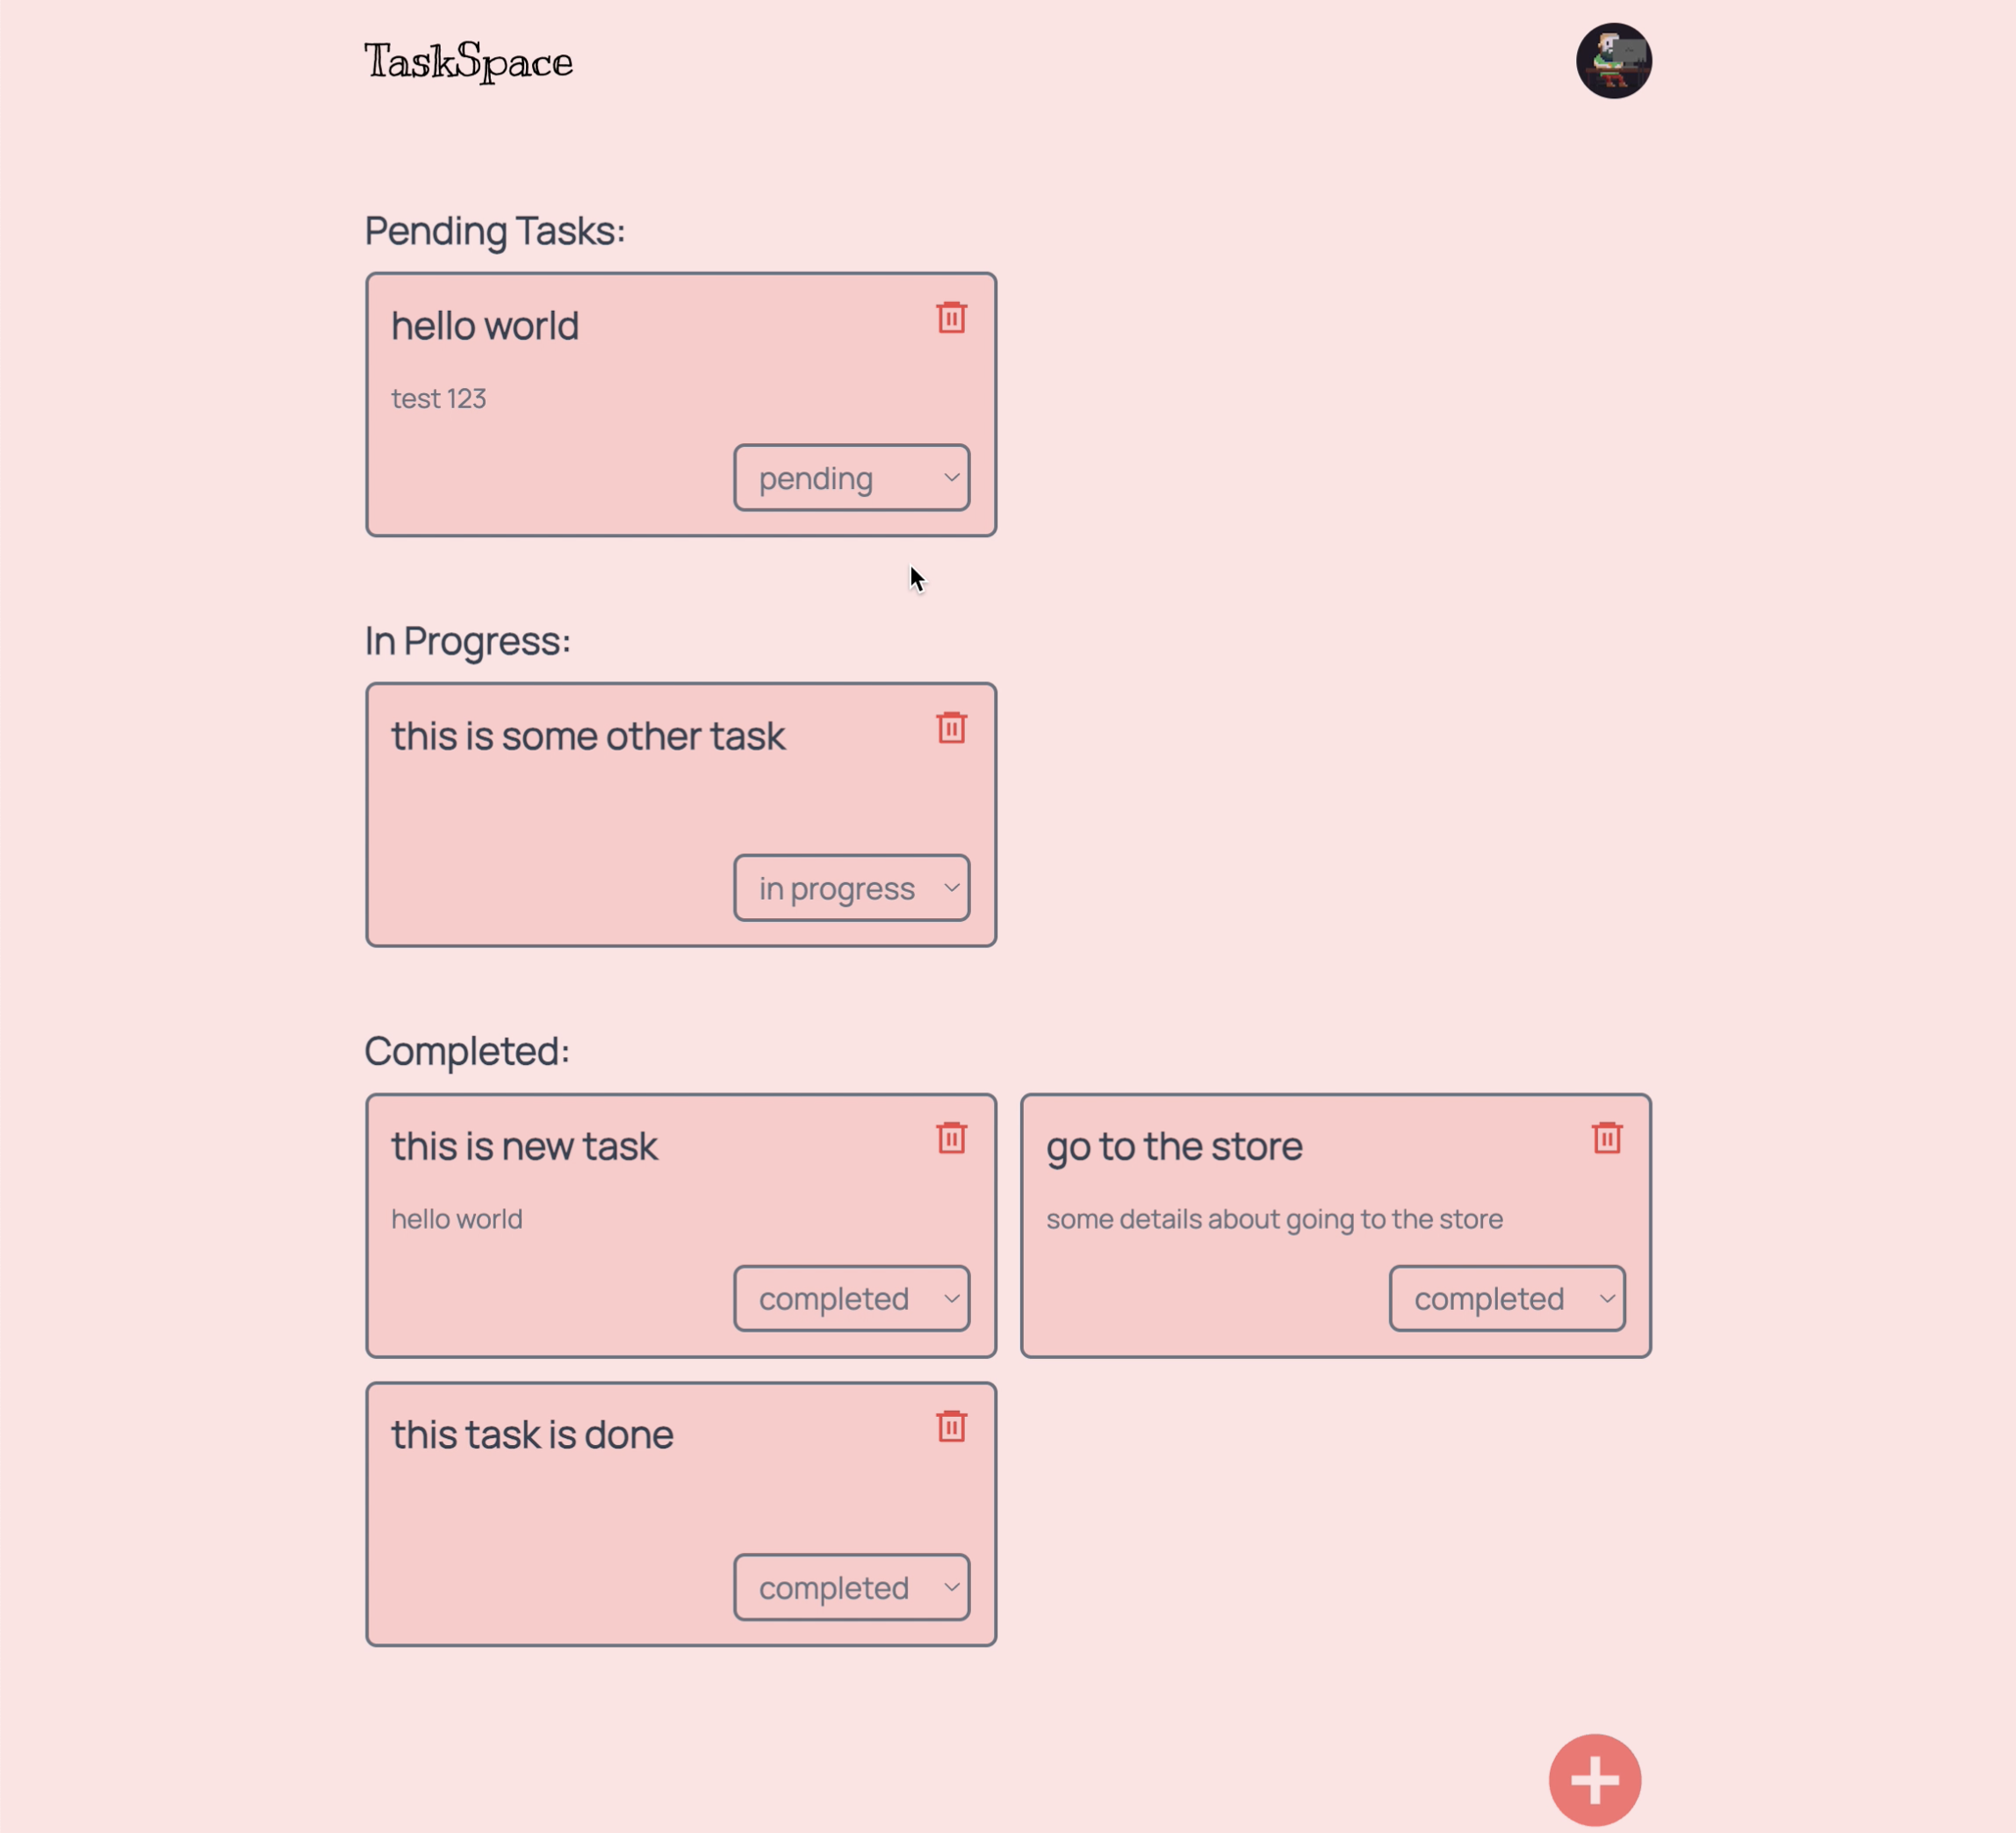 TaskSpace
Pending Tasks:
hello world
test 123
pending
In Progress:
this is some other task
in progress
Completed:
this is new task
hello world
completed
go to the store
some details about going to the store
completed
this task is done
completed